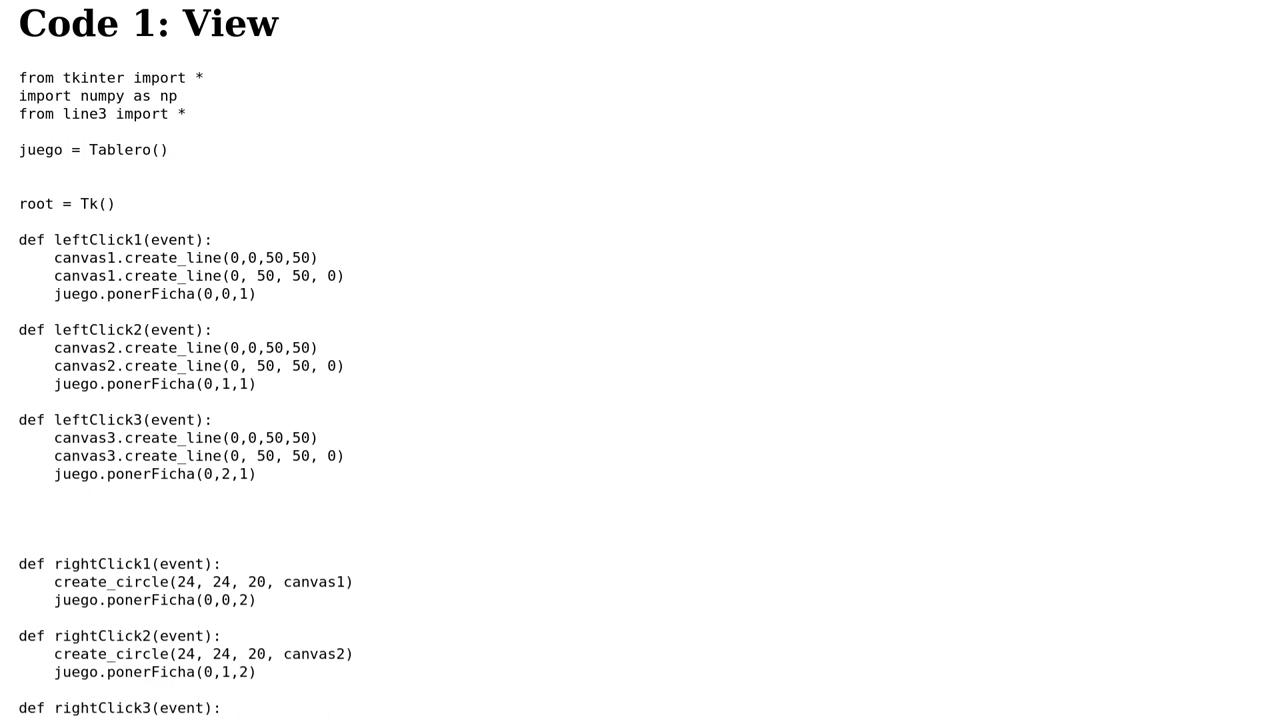 Code 1: View
from tkinter import *
import numpy as np
from line3 import *
juego = Tablero()
root = Tk()
def leftClick1(event):
    canvas1.create_line(0,0,50,50)
    canvas1.create_line(0, 50, 50, 0)
    juego.ponerFicha(0,0,1)
def leftClick2(event):
    canvas2.create_line(0,0,50,50)
    canvas2.create_line(0, 50, 50, 0)
    juego.ponerFicha(0,1,1)
def leftClick3(event):
    canvas3.create_line(0,0,50,50)
    canvas3.create_line(0, 50, 50, 0)
    juego.ponerFicha(0,2,1)
def rightClick1(event):
    create_circle(24, 24, 20, canvas1)
    juego.ponerFicha(0,0,2)
def rightClick2(event):
    create_circle(24, 24, 20, canvas2)
    juego.ponerFicha(0,1,2)
def rightClick3(event):